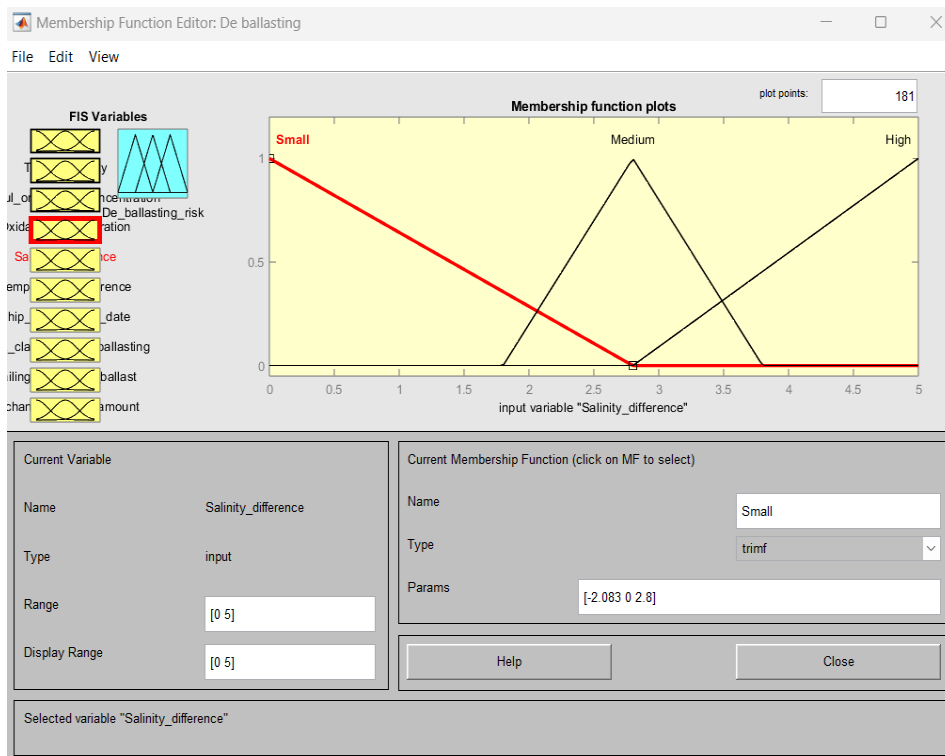 Membership Function Editor: De ballasting
File Edit View
FIS Variables
De_ballasting_risk
Membership function plots
plot points:
181
Small
Medium
High
1
0.5
0
0 0.5 1 1.5 2 2.5 3 3.5 4 4.5 5
input variable "Salinity_difference"
Current Variable
Name Salinity_difference
Type input
Range [0 5]
Display Range [0 5]
Current Membership Function (click on MF to select)
Name Small
Type trimf
Params [-2.083 0 2.8]
Help Close
Selected variable "Salinity_difference"